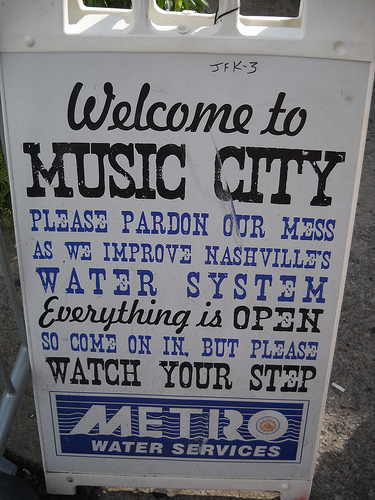 JFK-3
Welcome to
MUSIC CITY
PLEASE PARDON OUR MESS
AS WE IMPROVE NASHVILLE'S
WATER SYSTEM
Everything is OPEN
SO COME ON IN, BUT PLEASE
WATCH YOUR STEP
METRO
WATER SERVICES